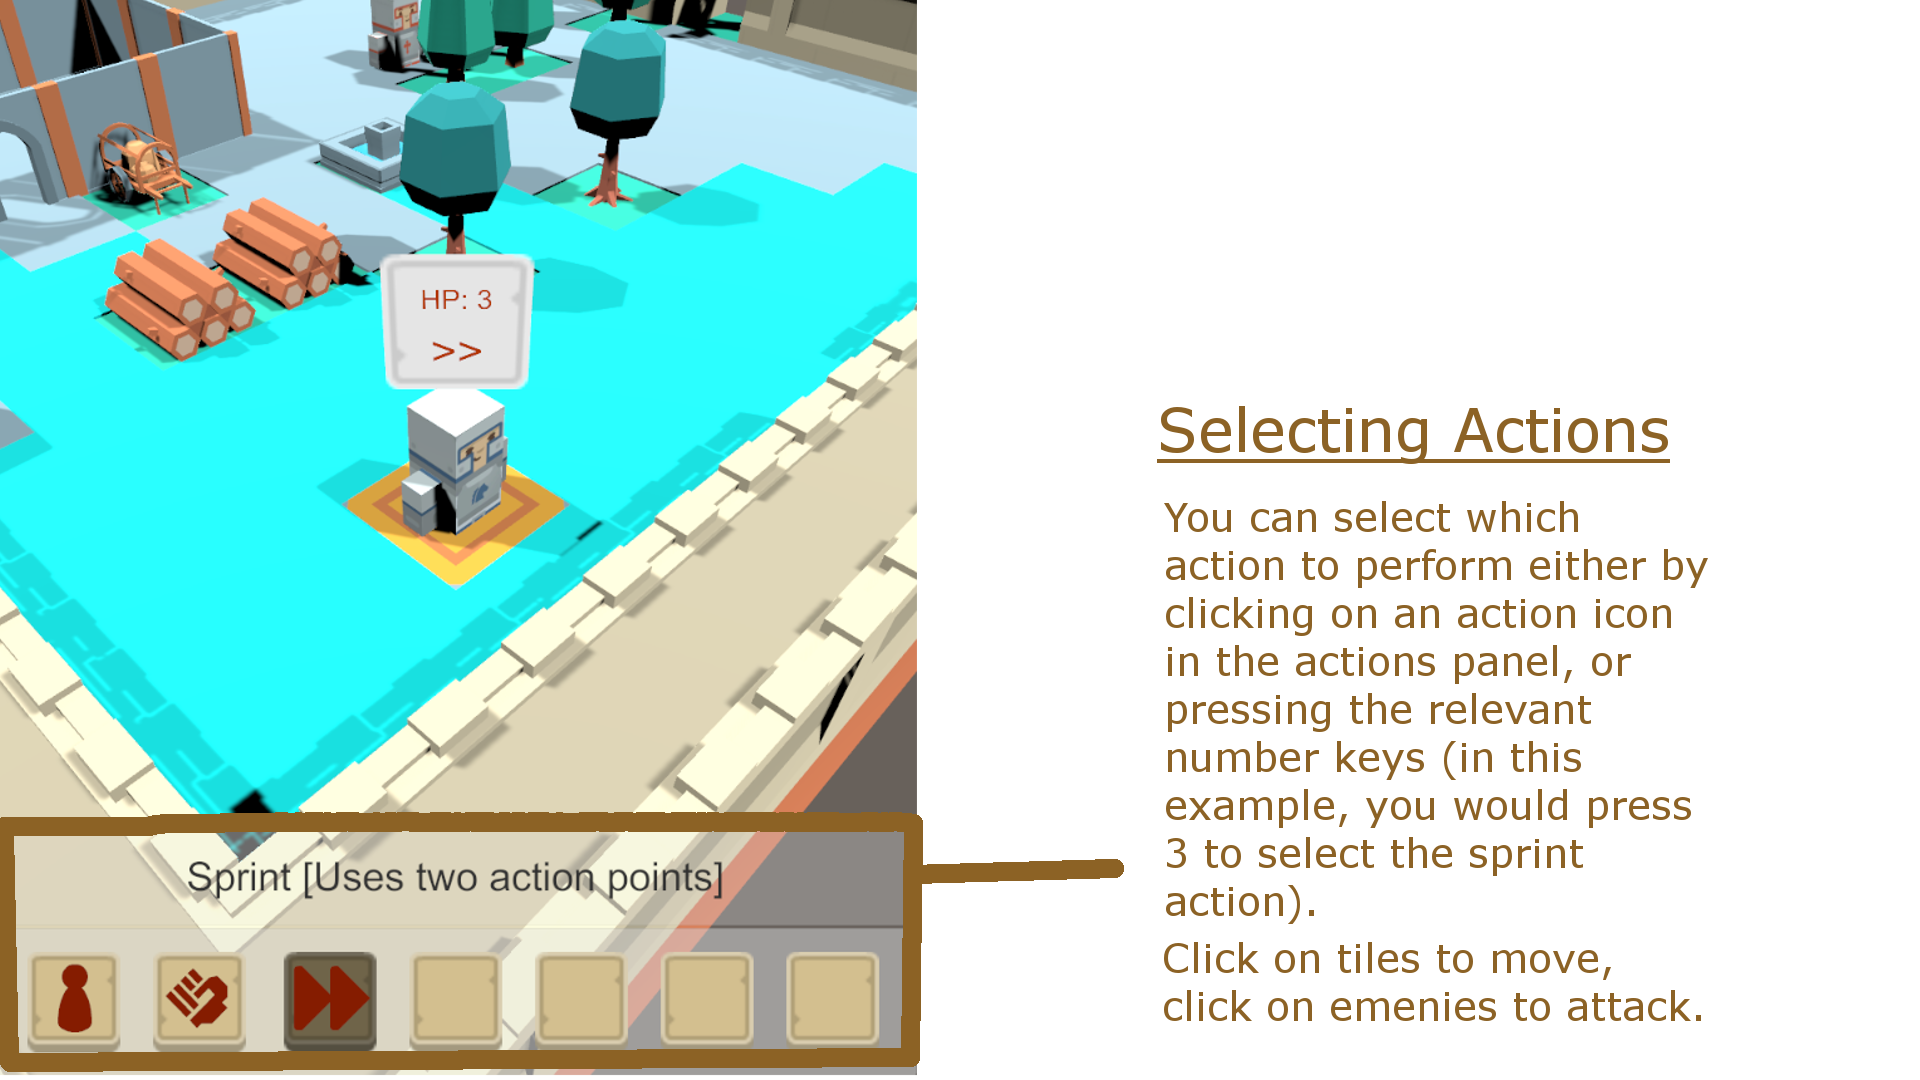 HP: 3
>>
Sprint [Uses two action points]
Selecting Actions
You can select which
action to perform either by
clicking on an action icon
in the actions panel, or
pressing the relevant
number keys (in this
example, you would press
3 to select the sprint
action).
Click on tiles to move,
click on emenies to attack.